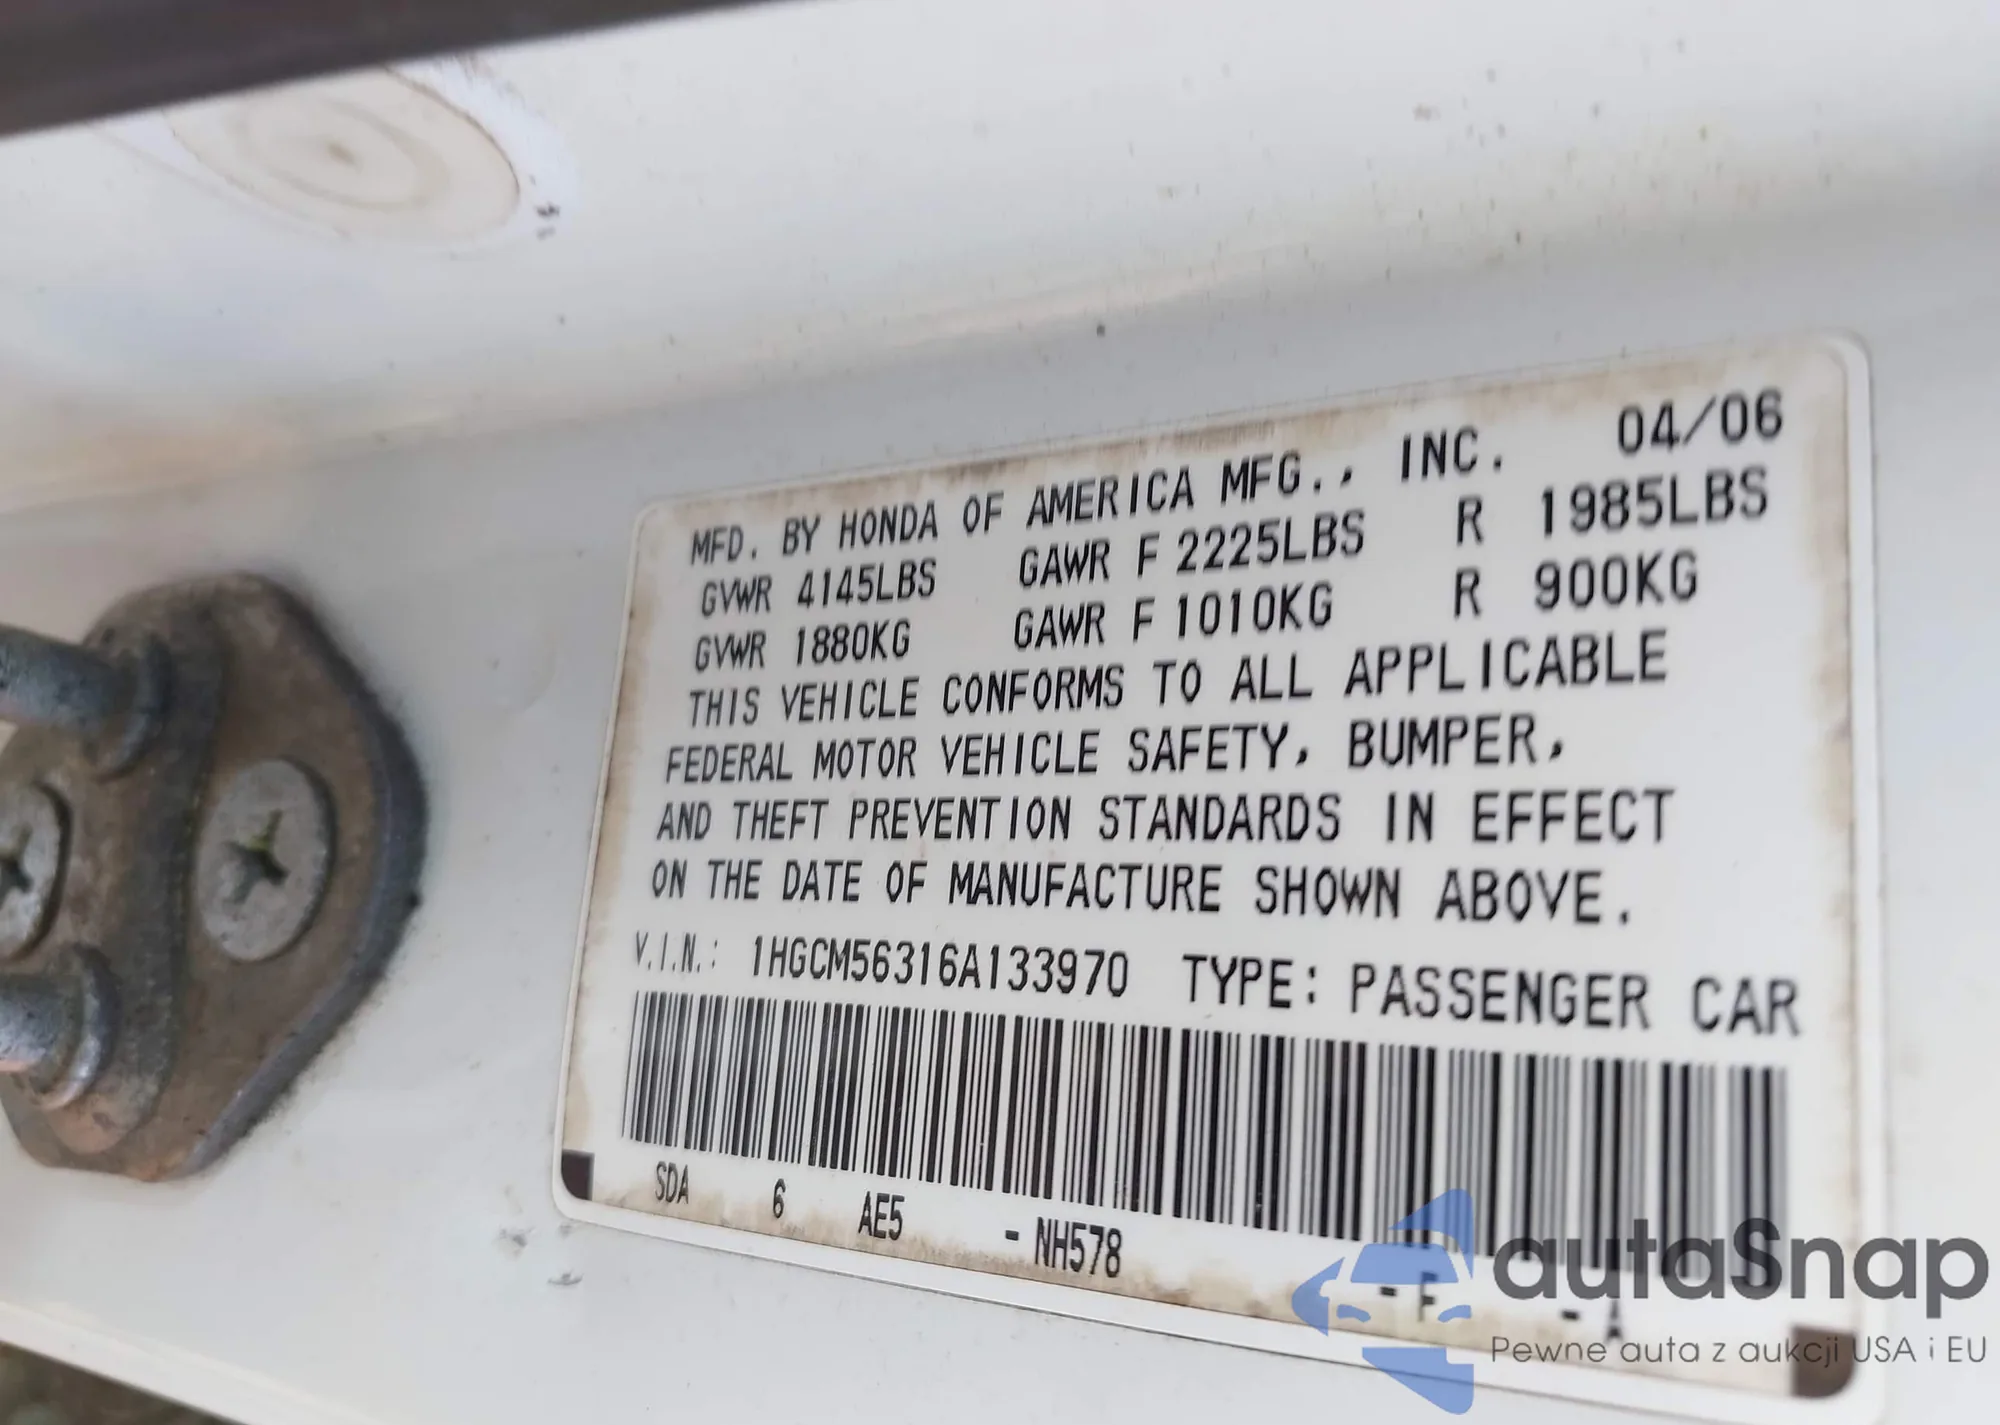 MFD. BY HONDA OF AMERICA MFG., INC. 04/06
GVWR 4145LBS GAWR F 2225LBS R 1985LBS
GVWR 1880KG GAWR F 1010KG R 900KG
THIS VEHICLE CONFORMS TO ALL APPLICABLE
FEDERAL MOTOR VEHICLE SAFETY, BUMPER,
AND THEFT PREVENTION STANDARDS IN EFFECT
ON THE DATE OF MANUFACTURE SHOWN ABOVE.
V.I.N.: 1HGCM56316A133970 TYPE: PASSENGER CAR
SDA 6 AE5 - NH578 - F - A
autaSnap
Pewne auta z aukcji USA i EU